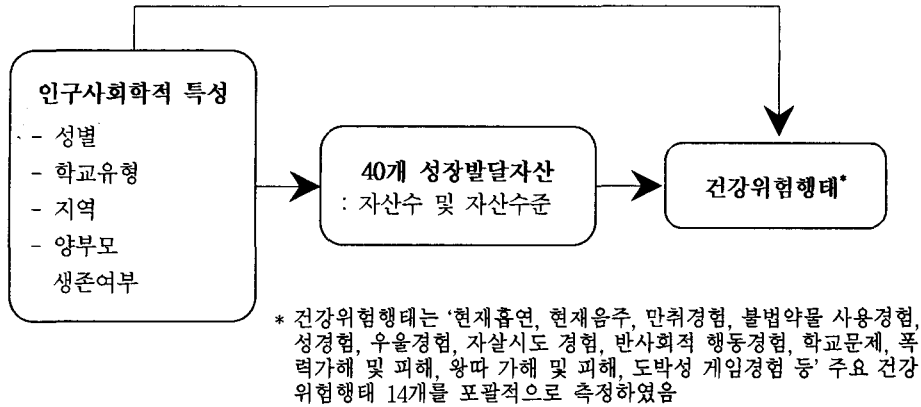 인구사회학적 특성
- 성별
- 학교유형
- 지역
- 양부모
생존여부
40개 성장발달자산
: 자산수 및 자산수준
건강위험행태*
* 건강위험행태는 '현재흡연, 현재음주, 만취경험, 불법약물 사용경험,
성경험, 우울경험, 자살시도 경험, 반사회적 행동경험, 학교문제, 폭
력가해 및 피해, 왕따 가해 및 피해, 도박성 게임경험 등' 주요 건강
위험행태 14개를 포괄적으로 측정하였음